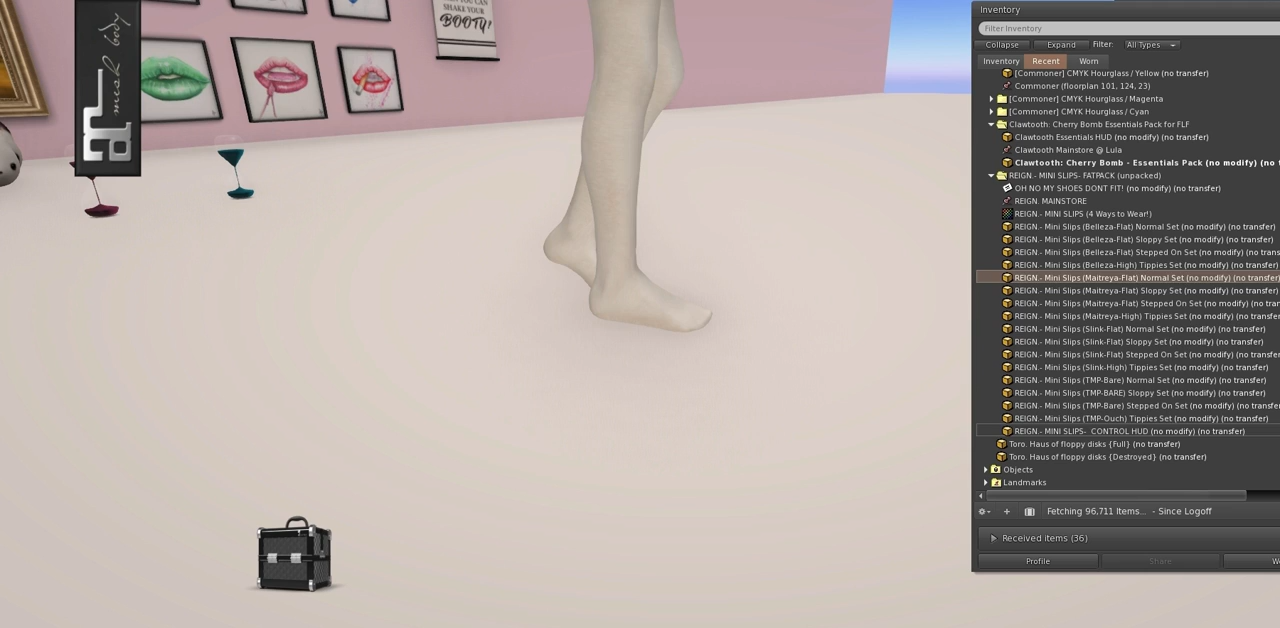 SHAKE YOUR
BOOTY!
mesh body
Inventory
Filter Inventory
Collapse
Expand
Filter:
All Types
Inventory
Recent
Worn
[Commoner] CMYK Hourglass / Yellow (no transfer)
Commoner (floorplan 101, 124, 23)
[Commoner] CMYK Hourglass / Magenta
[Commoner] CMYK Hourglass / Cyan
Clawtooth: Cherry Bomb Essentials Pack for FLF
Clawtooth Essentials HUD (no modify) (no transfer)
Clawtooth Mainstore @ Lula
Clawtooth: Cherry Bomb - Essentials Pack (no modify) (no t
REIGN.- MINI SLIPS- FATPACK (unpacked)
OH NO MY SHOES DONT FIT! (no modify) (no transfer)
REIGN. MAINSTORE
REIGN.- MINI SLIPS (4 Ways to Wear!)
REIGN.- Mini Slips (Belleza-Flat) Normal Set (no modify) (no transfer)
REIGN.- Mini Slips (Belleza-Flat) Sloppy Set (no modify) (no transfer)
REIGN.- Mini Slips (Belleza-Flat) Stepped On Set (no modify) (no trans
REIGN.- Mini Slips (Belleza-High) Tippies Set (no modify) (no transfer)
REIGN.- Mini Slips (Maitreya-Flat) Normal Set (no modify) (no transfer)
REIGN.- Mini Slips (Maitreya-Flat) Sloppy Set (no modify) (no transfer)
REIGN.- Mini Slips (Maitreya-Flat) Stepped On Set (no modify) (no tran
REIGN.- Mini Slips (Maitreya-High) Tippies Set (no modify) (no transfer)
REIGN.- Mini Slips (Slink-Flat) Normal Set (no modify) (no transfer)
REIGN.- Mini Slips (Slink-Flat) Sloppy Set (no modify) (no transfer)
REIGN.- Mini Slips (Slink-Flat) Stepped On Set (no modify) (no transfe
REIGN.- Mini Slips (Slink-High) Tippies Set (no modify) (no transfer)
REIGN.- Mini Slips (TMP-Bare) Normal Set (no modify) (no transfer)
REIGN.- Mini Slips (TMP-BARE) Sloppy Set (no modify) (no transfer)
REIGN.- Mini Slips (TMP-Bare) Stepped On Set (no modify) (no transfer)
REIGN.- Mini Slips (TMP-Ouch) Tippies Set (no modify) (no transfer)
REIGN.- MINI SLIPS- CONTROL HUD (no modify) (no transfer)
Toro. Haus of floppy disks {Full} (no transfer)
Toro. Haus of floppy disks {Destroyed} (no transfer)
Objects
Landmarks
Fetching 96,711 Items... - Since Logoff
Received items (36)
Profile
Share